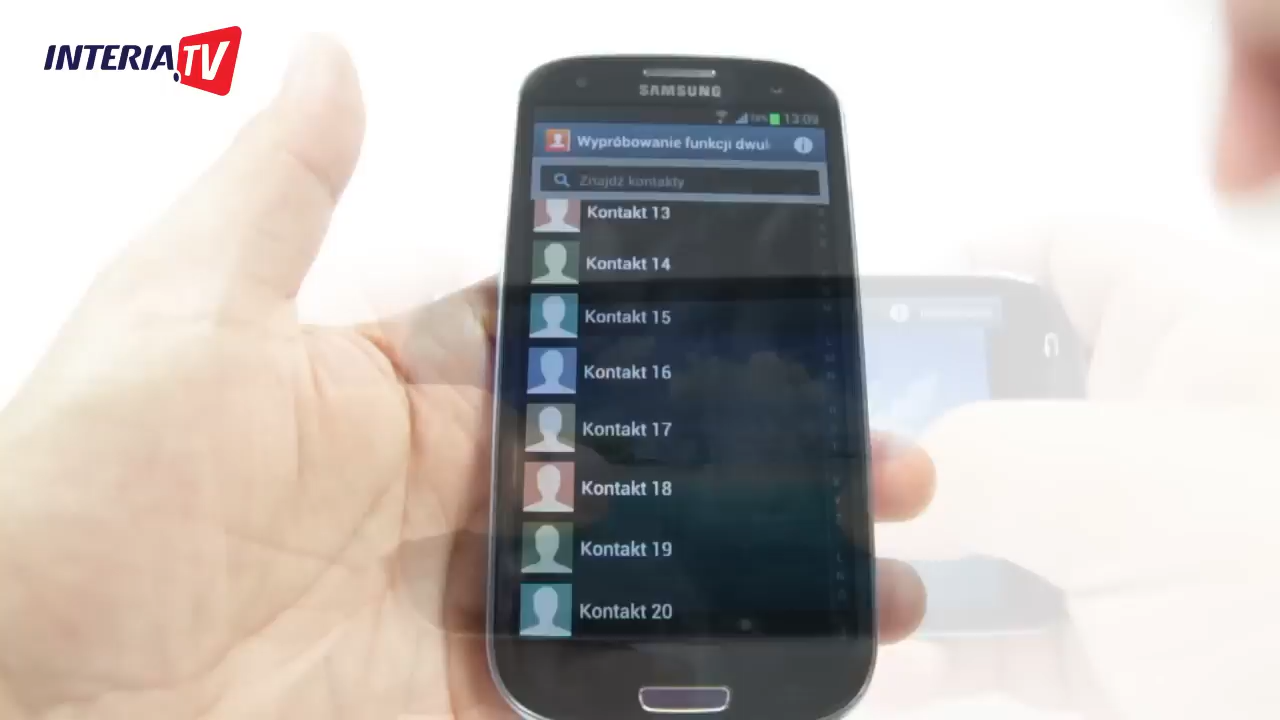 INTERIA.TV
SAMSUNG
13:09
Wypróbowanie funkcji dwuk
Znajdź kontakty
Kontakt 13
Kontakt 14
Kontakt 15
Kontakt 16
Kontakt 17
Kontakt 18
Kontakt 19
Kontakt 20